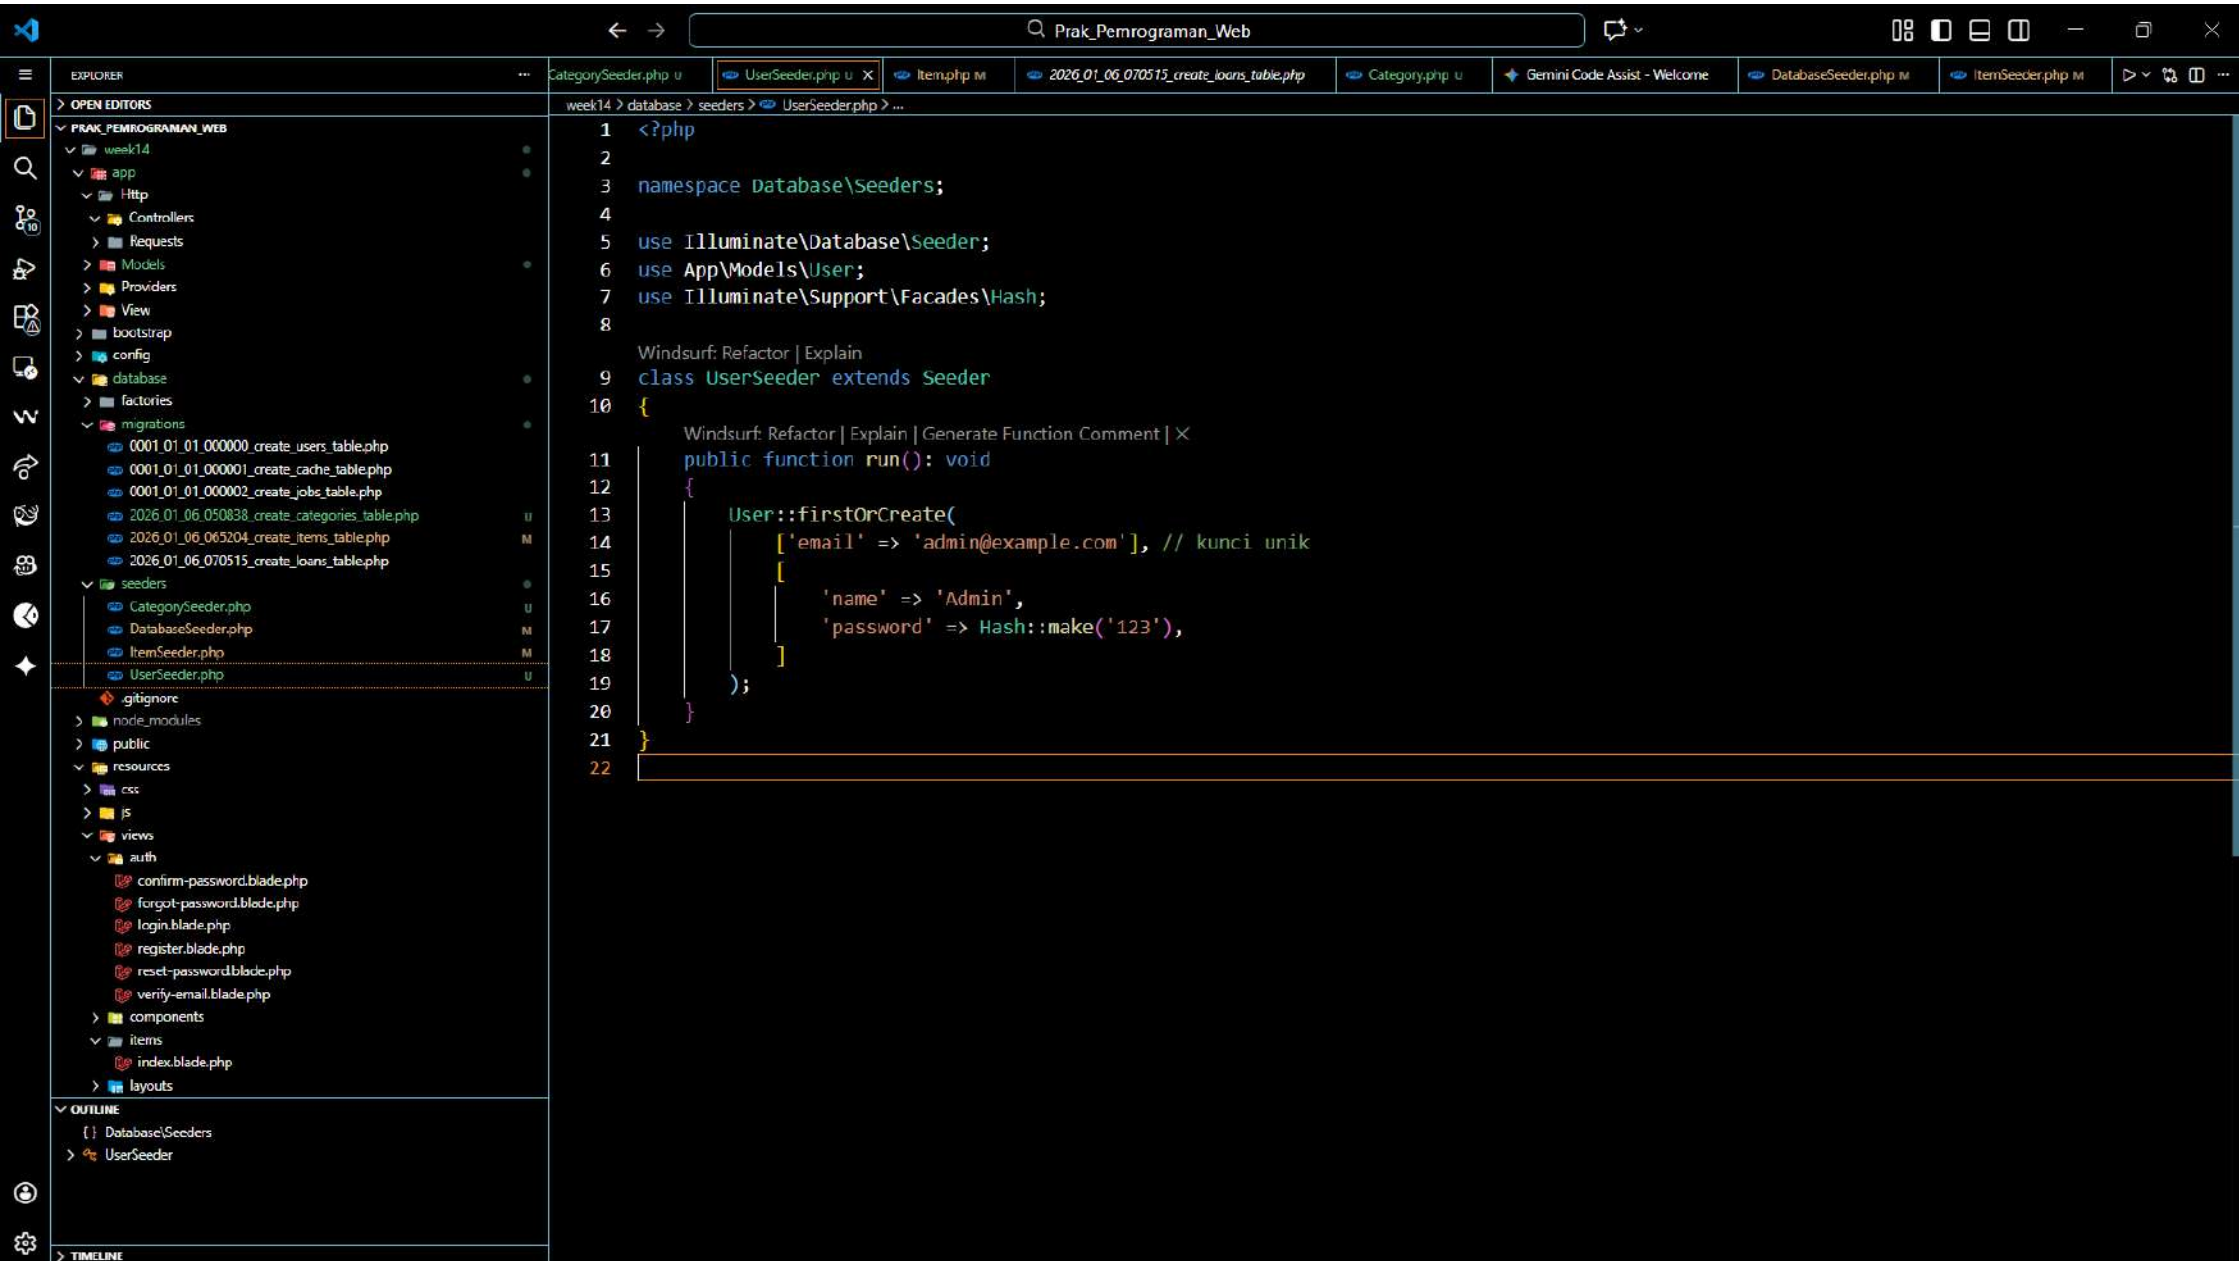 Prak_Pemrograman_Web
EXPLORER
CategorySeeder.php U
UserSeeder.php U
Item.php M
2026_01_06_070515_create_loans_table.php
Category.php U
Gemini Code Assist - Welcome
DatabaseSeeder.php M
ItemSeeder.php M
OPEN EDITORS
PRAK_PEMROGRAMAN_WEB
week14
app
Http
Controllers
Requests
Models
Providers
View
bootstrap
config
database
factories
migrations
0001_01_01_000000_create_users_table.php
0001_01_01_000001_create_cache_table.php
0001_01_01_000002_create_jobs_table.php
2026_01_06_050838_create_categories_table.php U
2026_01_06_065204_create_items_table.php M
2026_01_06_070515_create_loans_table.php
seeders
CategorySeeder.php U
DatabaseSeeder.php M
ItemSeeder.php M
UserSeeder.php U
.gitignore
node_modules
public
resources
css
js
views
auth
confirm-password.blade.php
forgot-password.blade.php
login.blade.php
register.blade.php
reset-password.blade.php
verify-email.blade.php
components
items
index.blade.php
layouts
OUTLINE
{} Database\Seeders
UserSeeder
TIMELINE
10
week14 > database > seeders > UserSeeder.php > ...
1 <?php
2
3 namespace Database\Seeders;
4
5 use Illuminate\Database\Seeder;
6 use App\Models\User;
7 use Illuminate\Support\Facades\Hash;
8
Windsurf: Refactor | Explain
9 class UserSeeder extends Seeder
10 {
Windsurf: Refactor | Explain | Generate Function Comment | X
11 public function run(): void
12 {
13 User::firstOrCreate(
14 ['email' => 'admin@example.com'], // kunci unik
15 [
16 'name' => 'Admin',
17 'password' => Hash::make('123'),
18 ]
19 );
20 }
21 }
22